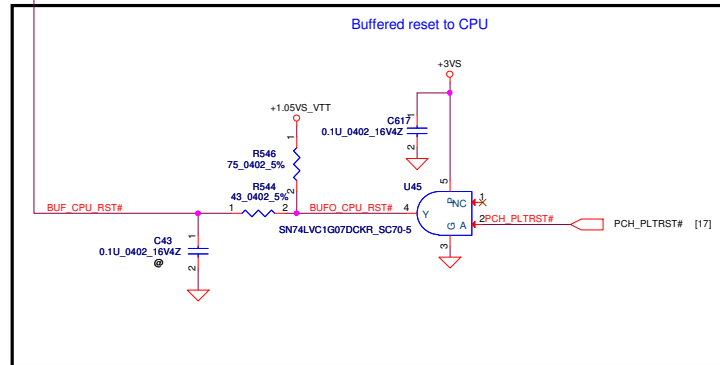 Buffered reset to CPU
+3VS
+1.05VS_VTT
1
C617
0.1U_0402_16V4Z
2
1
R546
75_0402_5%
2
R544
43_0402_5%
U45
5
P
NC
1
BUF_CPU_RST#
1
2
BUFO_CPU_RST#
4
Y
G
A
2
PCH_PLTRST#
PCH_PLTRST# [17]
SN74LVC1G07DCKR_SC70-5
3
1
C43
0.1U_0402_16V4Z
@
2